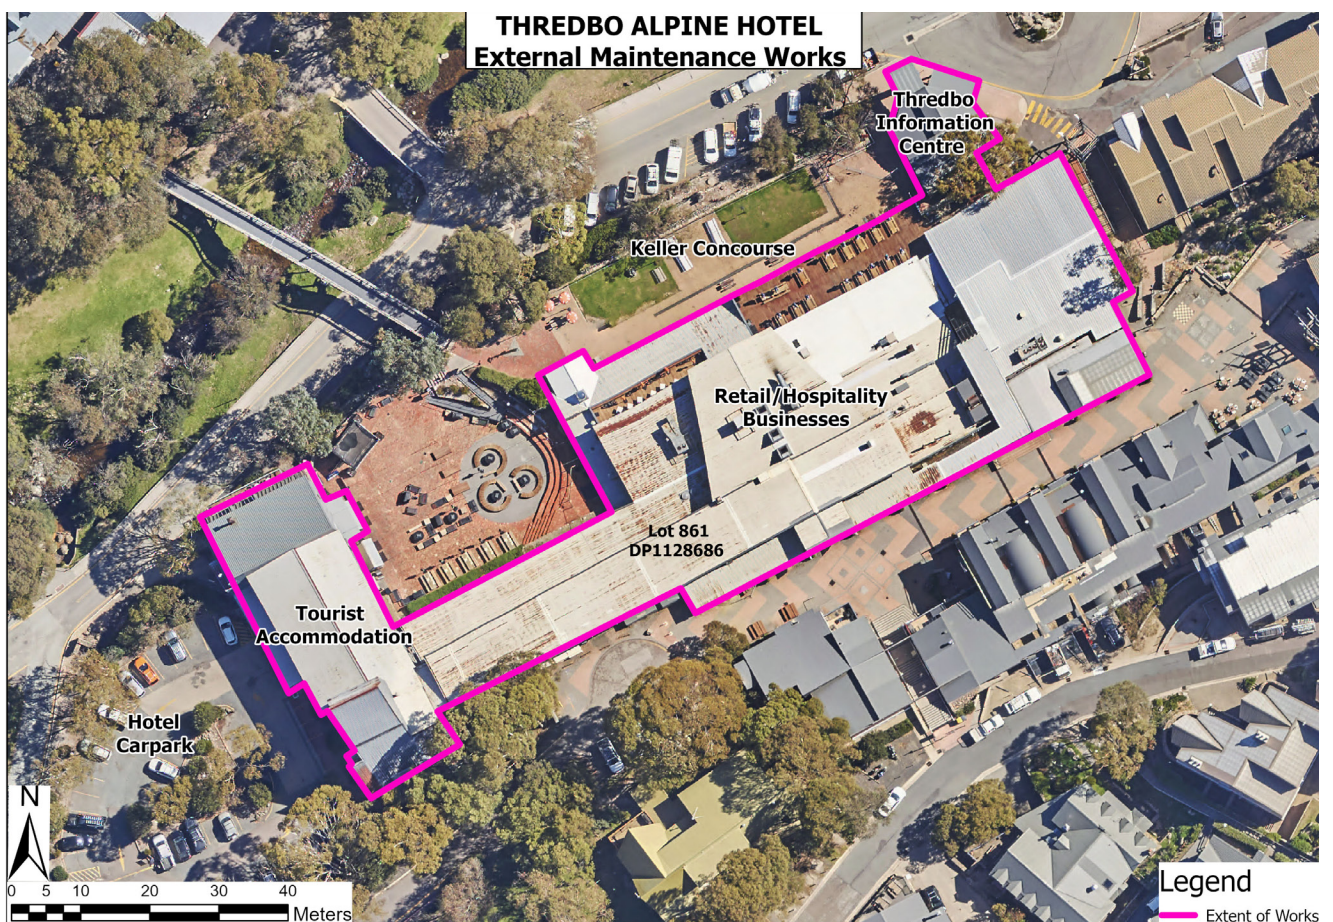 THREDBO ALPINE HOTEL
External Maintenance Works
Thredbo
Information
Centre
Keller Concourse
Retail/Hospitality
Businesses
Lot 861
DP1128686
Tourist
Accommodation
Hotel
Carpark
N
0 5 10 20 30 40
Meters
Legend
Extent of Works